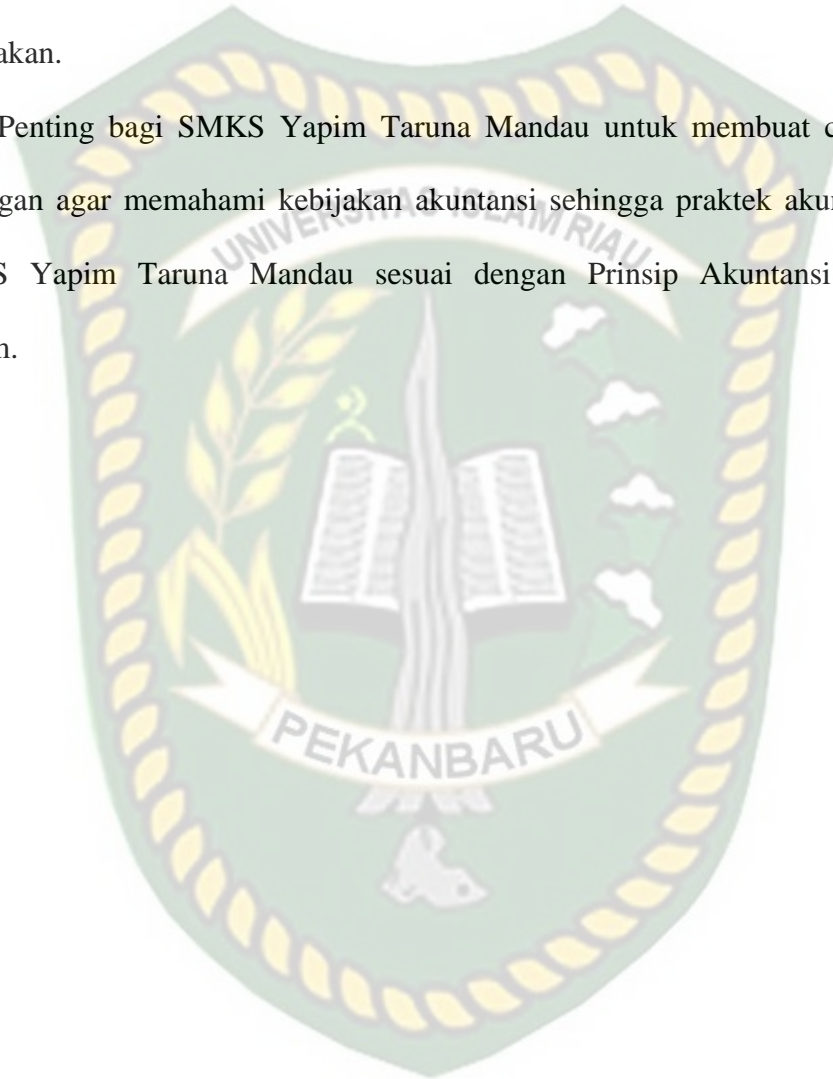 akan.
Penting bagi SMKS Yapim Taruna Mandau untuk membuat c
gan agar memahami kebijakan akuntansi sehingga praktek aku
S Yapim Taruna Mandau sesuai dengan Prinsip Akuntansi
n.
UNIVERSITAS ISLAM RIAU
PEKANBARU